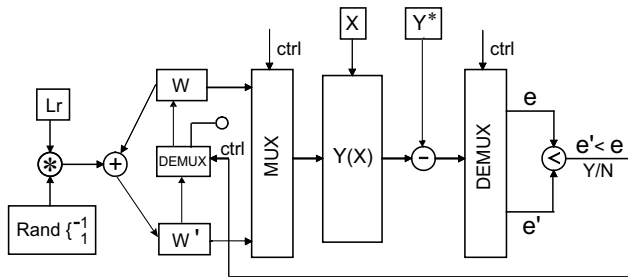 X
Y*
ctrl
ctrl
W
Lr
*
+
DEMUX
ctrl
MUX
Y(X)
-
DEMUX
e
<
e'< e
Y/N
Rand { -1 1
W '
e'